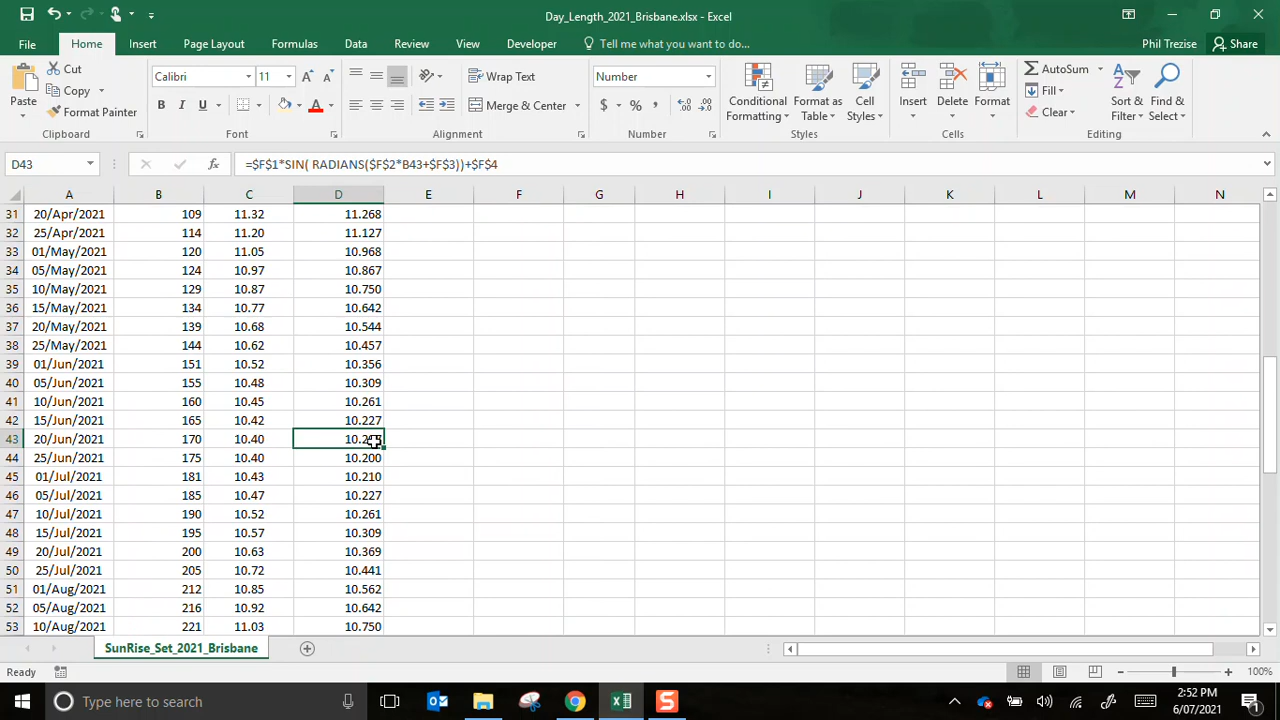 Day_Length_2021_Brisbane.xlsx - Excel
File Home Insert Page Layout Formulas Data Review View Developer Tell me what you want to do... Phil Trezise Share
Paste
Cut
Copy
Format Painter
Clipboard
Calibri 11
B I U
Font
Wrap Text
Merge & Center
Alignment
Number
$ % ,
Number
Conditional Formatting
Format as Table
Cell Styles
Styles
Insert Delete Format
Cells
AutoSum
Fill
Clear
Sort & Filter
Find & Select
Editing
D43 fx =$F$1*SIN( RADIANS($F$2*B43+$F$3))+$F$4
A B C D E F G H I J K L M N
31 20/Apr/2021 109 11.32 11.268
32 25/Apr/2021 114 11.20 11.127
33 01/May/2021 120 11.05 10.968
34 05/May/2021 124 10.97 10.867
35 10/May/2021 129 10.87 10.750
36 15/May/2021 134 10.77 10.642
37 20/May/2021 139 10.68 10.544
38 25/May/2021 144 10.62 10.457
39 01/Jun/2021 151 10.52 10.356
40 05/Jun/2021 155 10.48 10.309
41 10/Jun/2021 160 10.45 10.261
42 15/Jun/2021 165 10.42 10.227
43 20/Jun/2021 170 10.40
44 25/Jun/2021 175 10.40 10.200
45 01/Jul/2021 181 10.43 10.210
46 05/Jul/2021 185 10.47 10.227
47 10/Jul/2021 190 10.52 10.261
48 15/Jul/2021 195 10.57 10.309
49 20/Jul/2021 200 10.63 10.369
50 25/Jul/2021 205 10.72 10.441
51 01/Aug/2021 212 10.85 10.562
52 05/Aug/2021 216 10.92 10.642
53 10/Aug/2021 221 11.03 10.750
SunRise_Set_2021_Brisbane
Ready 100%
Type here to search
2:52 PM
6/07/2021